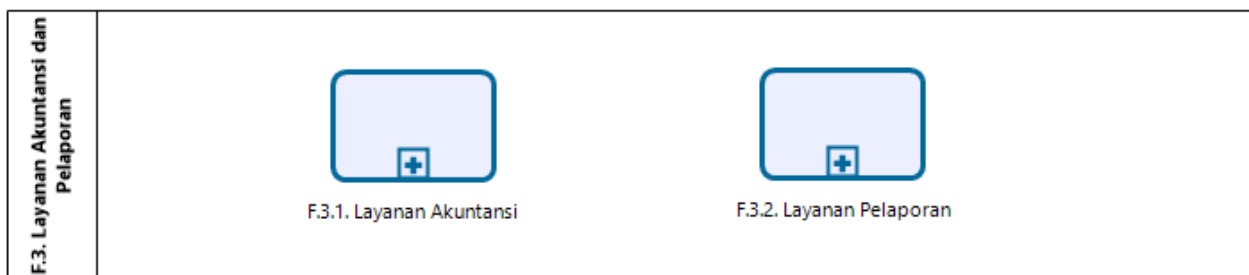 F.3. Layanan Akuntansi dan
Pelaporan
F.3.1. Layanan Akuntansi
F.3.2. Layanan Pelaporan